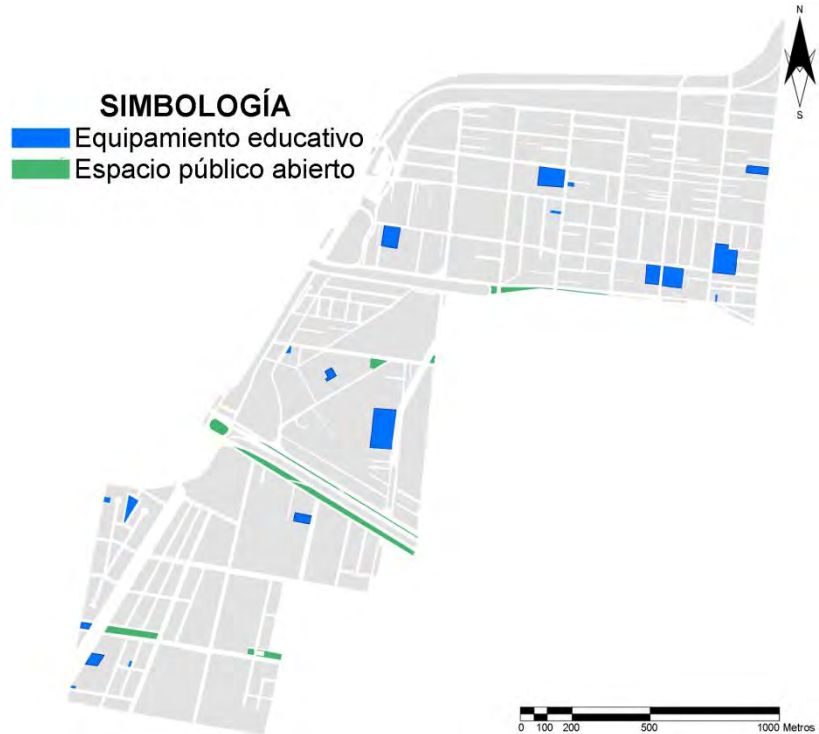 N
S
SIMBOLOGÍA
Equipamiento educativo
Espacio público abierto
0 100 200 500 1000 Metros